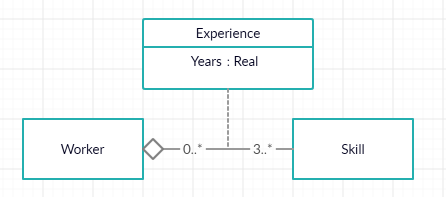 Experience
Years : Real
Worker
0..*
3..*
Skill